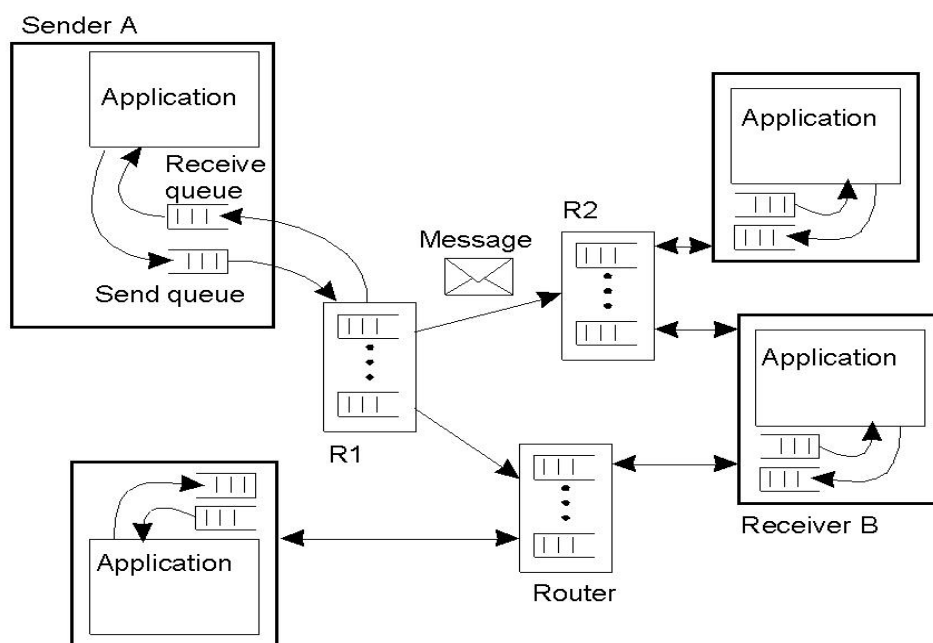 Sender A
Application
Receive
queue
Send queue
Message
R2
Application
R1
Application
Receiver B
Application
Router